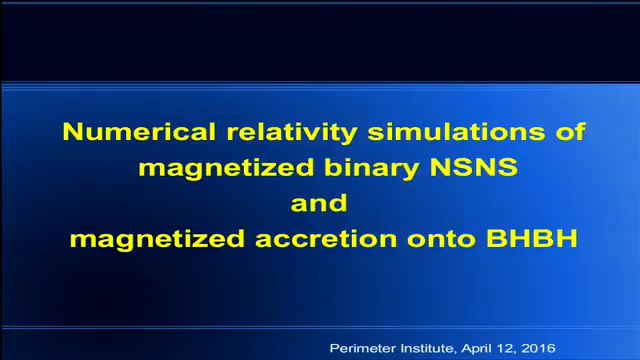 Numerical relativity simulations of
magnetized binary NSNS
and
magnetized accretion onto BHBH
Perimeter Institute, April 12, 2016